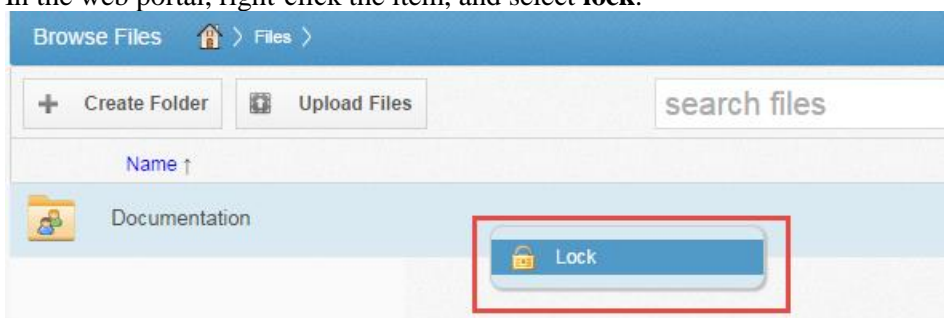 In the web portal, right-click the item, and select lock.
Browse Files > Files >
+ Create Folder Upload Files search files
Name ↑
Documentation
Lock